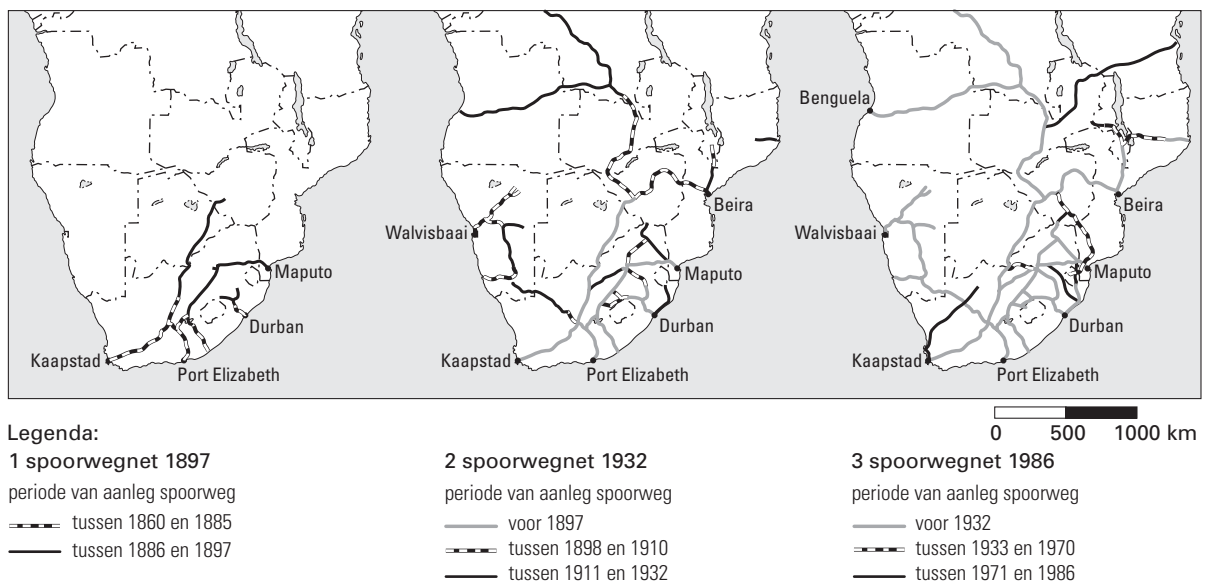 Kaapstad
Port Elizabeth
Durban
Maputo
Walvisbaai
Beira
Maputo
Durban
Kaapstad
Port Elizabeth
Benguela
Walvisbaai
Beira
Maputo
Durban
Kaapstad
Port Elizabeth
0 500 1000 km
Legenda:
1 spoorwegnet 1897
periode van aanleg spoorweg
tussen 1860 en 1885
tussen 1886 en 1897
2 spoorwegnet 1932
periode van aanleg spoorweg
voor 1897
tussen 1898 en 1910
tussen 1911 en 1932
3 spoorwegnet 1986
periode van aanleg spoorweg
voor 1932
tussen 1933 en 1970
tussen 1971 en 1986